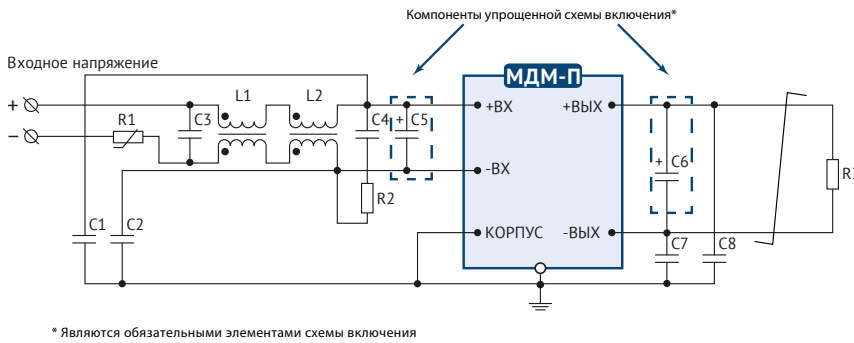 Компоненты упрощенной схемы включения*
Входное напряжение
МДМ-П
L1
L2
+
+ВХ
+ВЫХ
R1
C3
C4
+
C5
+
C6
–
-ВХ
R2
R3
C1
C2
КОРПУС
-ВЫХ
C7
C8
* Являются обязательными элементами схемы включения